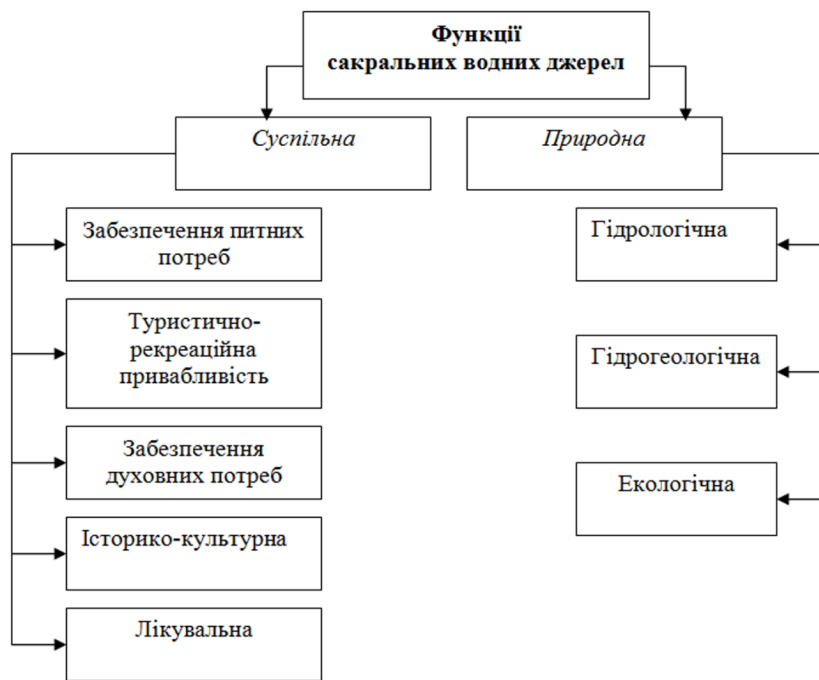 Функції
сакральних водних джерел
Суспільна
Природна
Забезпечення питних
потреб
Туристично-
рекреаційна
привабливість
Забезпечення
духовних потреб
Історико-культурна
Лікувальна
Гідрологічна
Гідрогеологічна
Екологічна